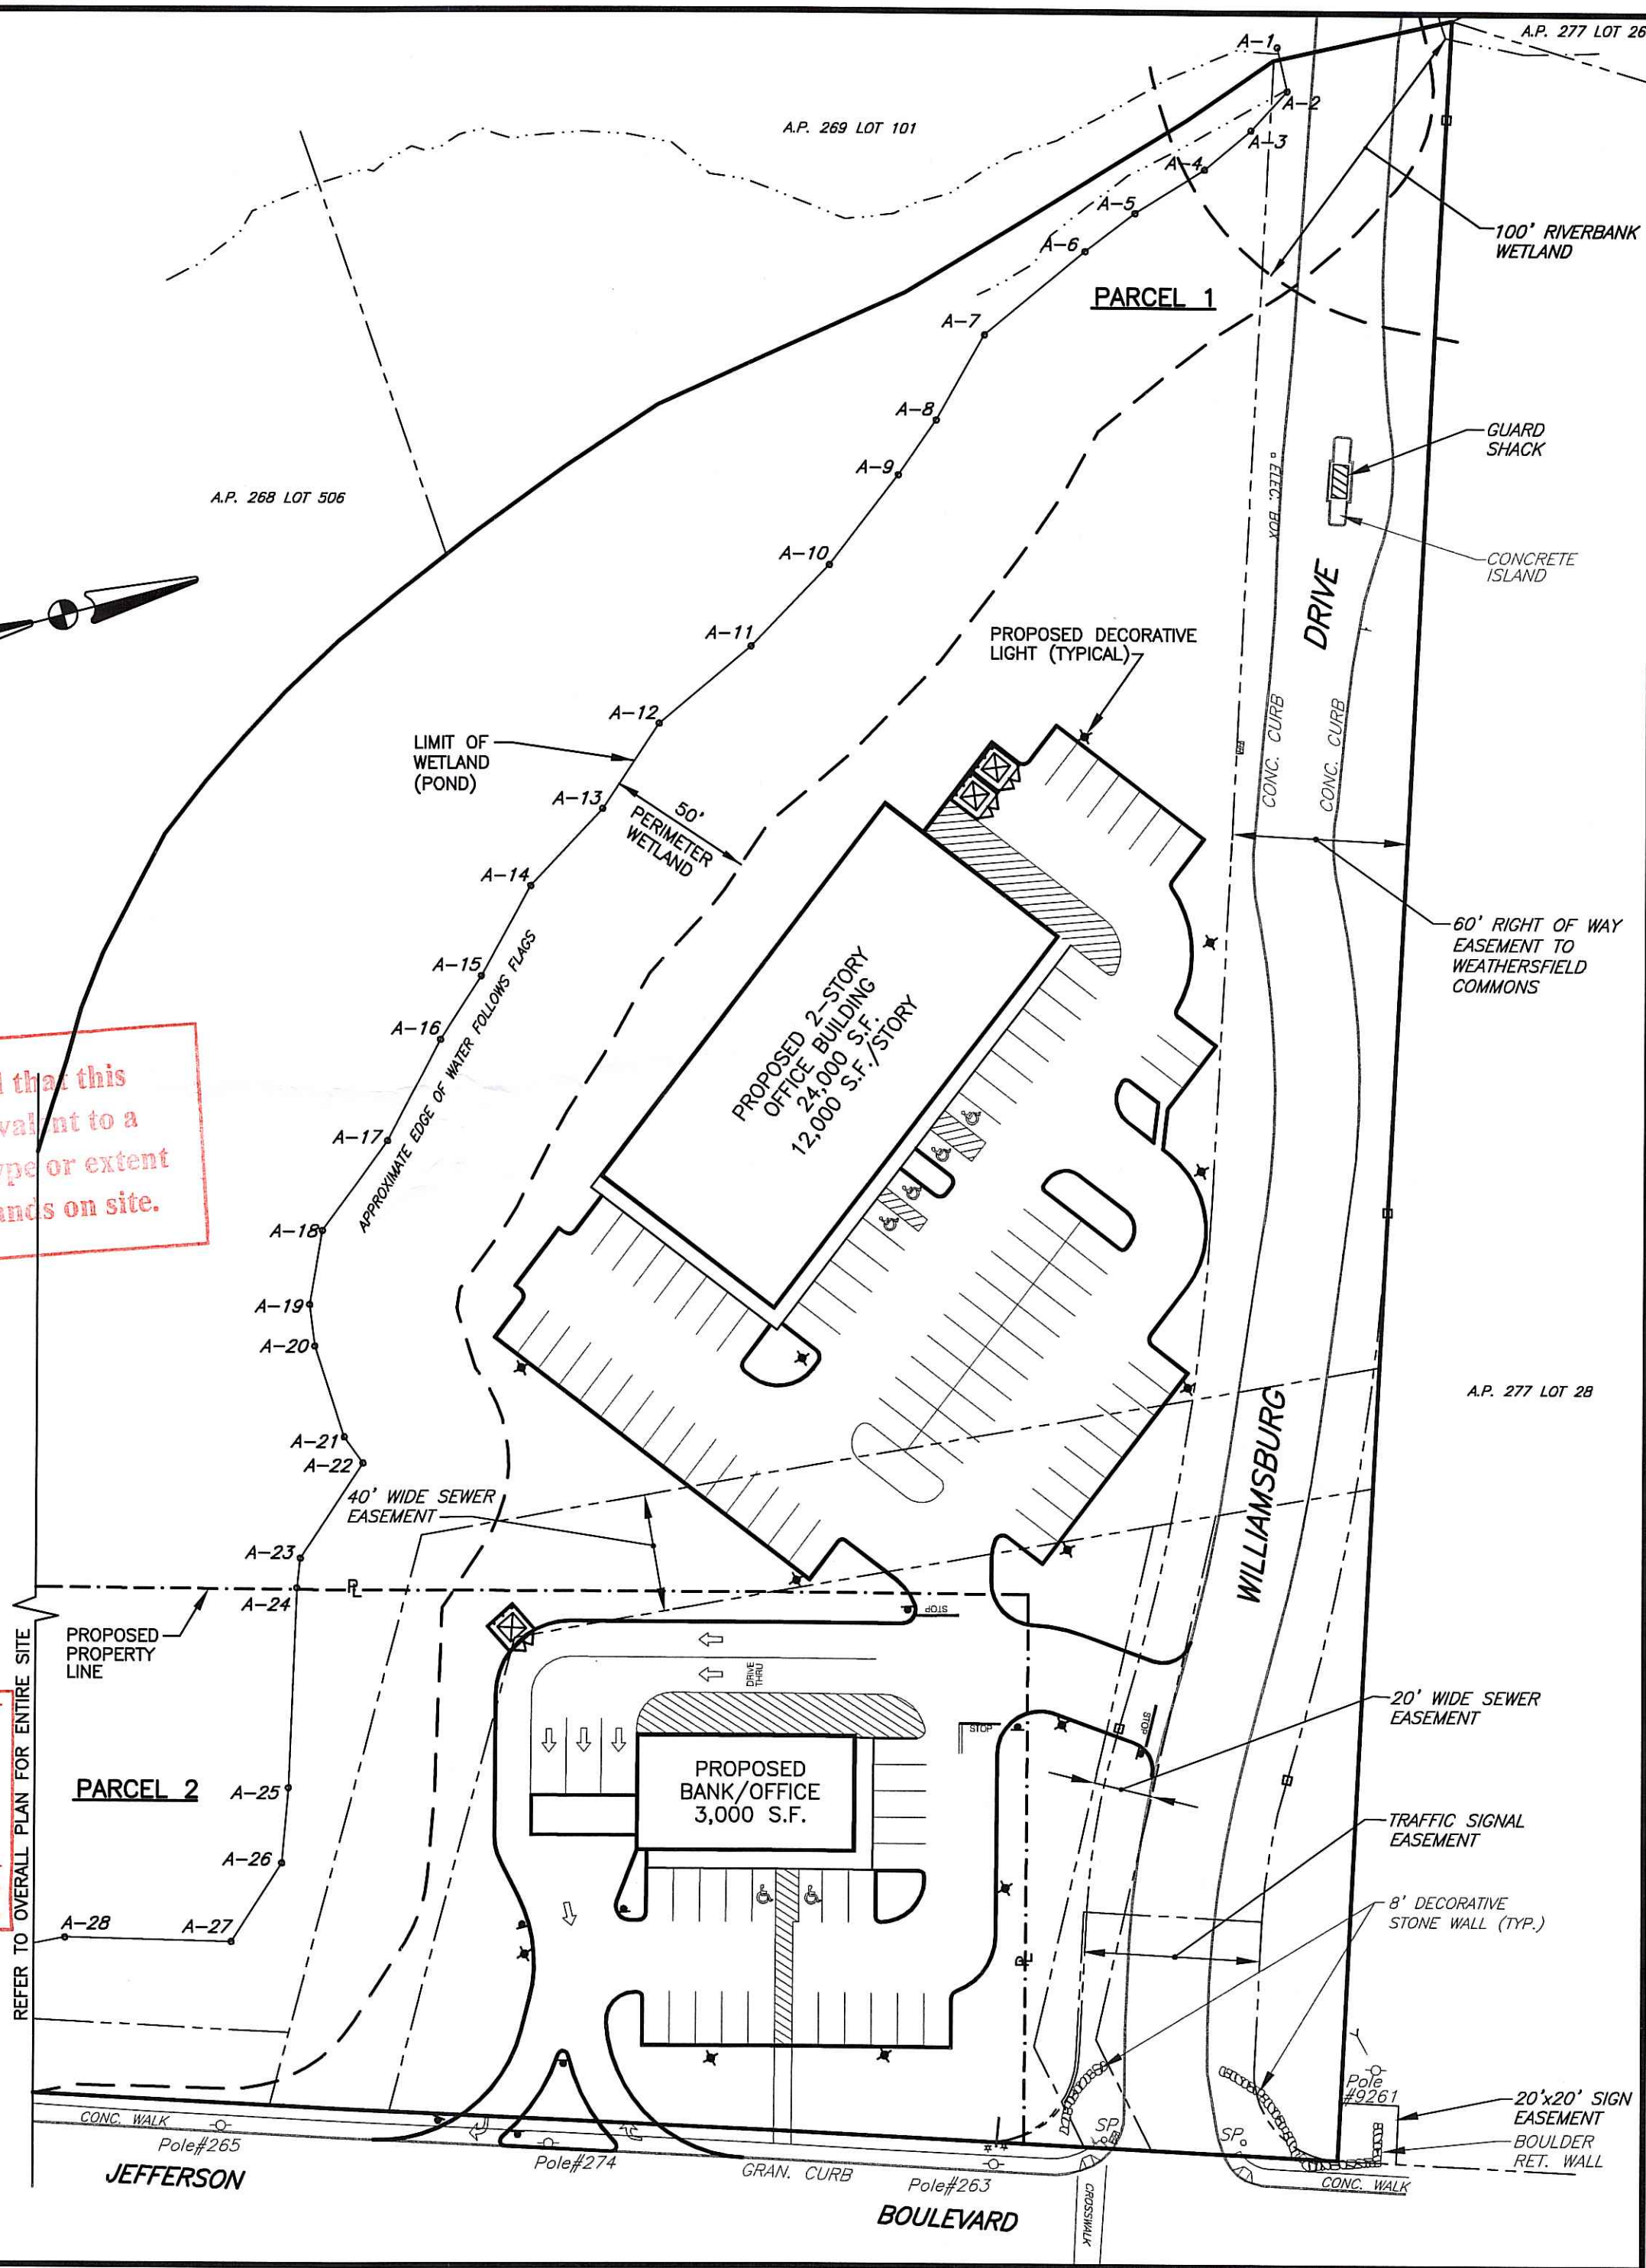 A.P. 277 LOT 26
A-1
A-2
A.P. 269 LOT 101
A-3
A-4
A-5
100' RIVERBANK
WETLAND
A-6
PARCEL 1
A-7
A-8
GUARD
SHACK
A-9
ELEC. BOX
A.P. 268 LOT 506
A-10
CONCRETE
ISLAND
DRIVE
A-11
PROPOSED DECORATIVE
LIGHT (TYPICAL)
A-12
CONC. CURB
CONC. CURB
LIMIT OF
WETLAND
(POND)
A-13
50'
PERIMETER
WETLAND
A-14
60' RIGHT OF WAY
EASEMENT TO
WEATHERSFIELD
COMMONS
A-15
APPROXIMATE EDGE OF WATER FOLLOWS FLAGS
PROPOSED 2-STORY
OFFICE BUILDING
24,000 S.F.
12,000 S.F./STORY
A-16
that this
nt to a
pe or extent
ands on site.
A-17
A-18
A-19
A-20
A.P. 277 LOT 28
WILLIAMSBURG
A-21
A-22
40' WIDE SEWER
EASEMENT
A-23
PL
A-24
STOP
PROPOSED
PROPERTY
LINE
REFER TO OVERALL PLAN FOR ENTIRE SITE
DRIVE
THRU
20' WIDE SEWER
EASEMENT
STOP
STOP
PROPOSED
BANK/OFFICE
3,000 S.F.
PARCEL 2
A-25
TRAFFIC SIGNAL
EASEMENT
A-26
8' DECORATIVE
STONE WALL (TYP.)
A-28
A-27
PL
Pole
#9261
20'x20' SIGN
EASEMENT
CONC. WALK
SP
SP
BOULDER
RET. WALL
Pole#265
Pole#274
GRAN. CURB
Pole#263
CONC. WALK
JEFFERSON
BOULEVARD
CROSSWALK